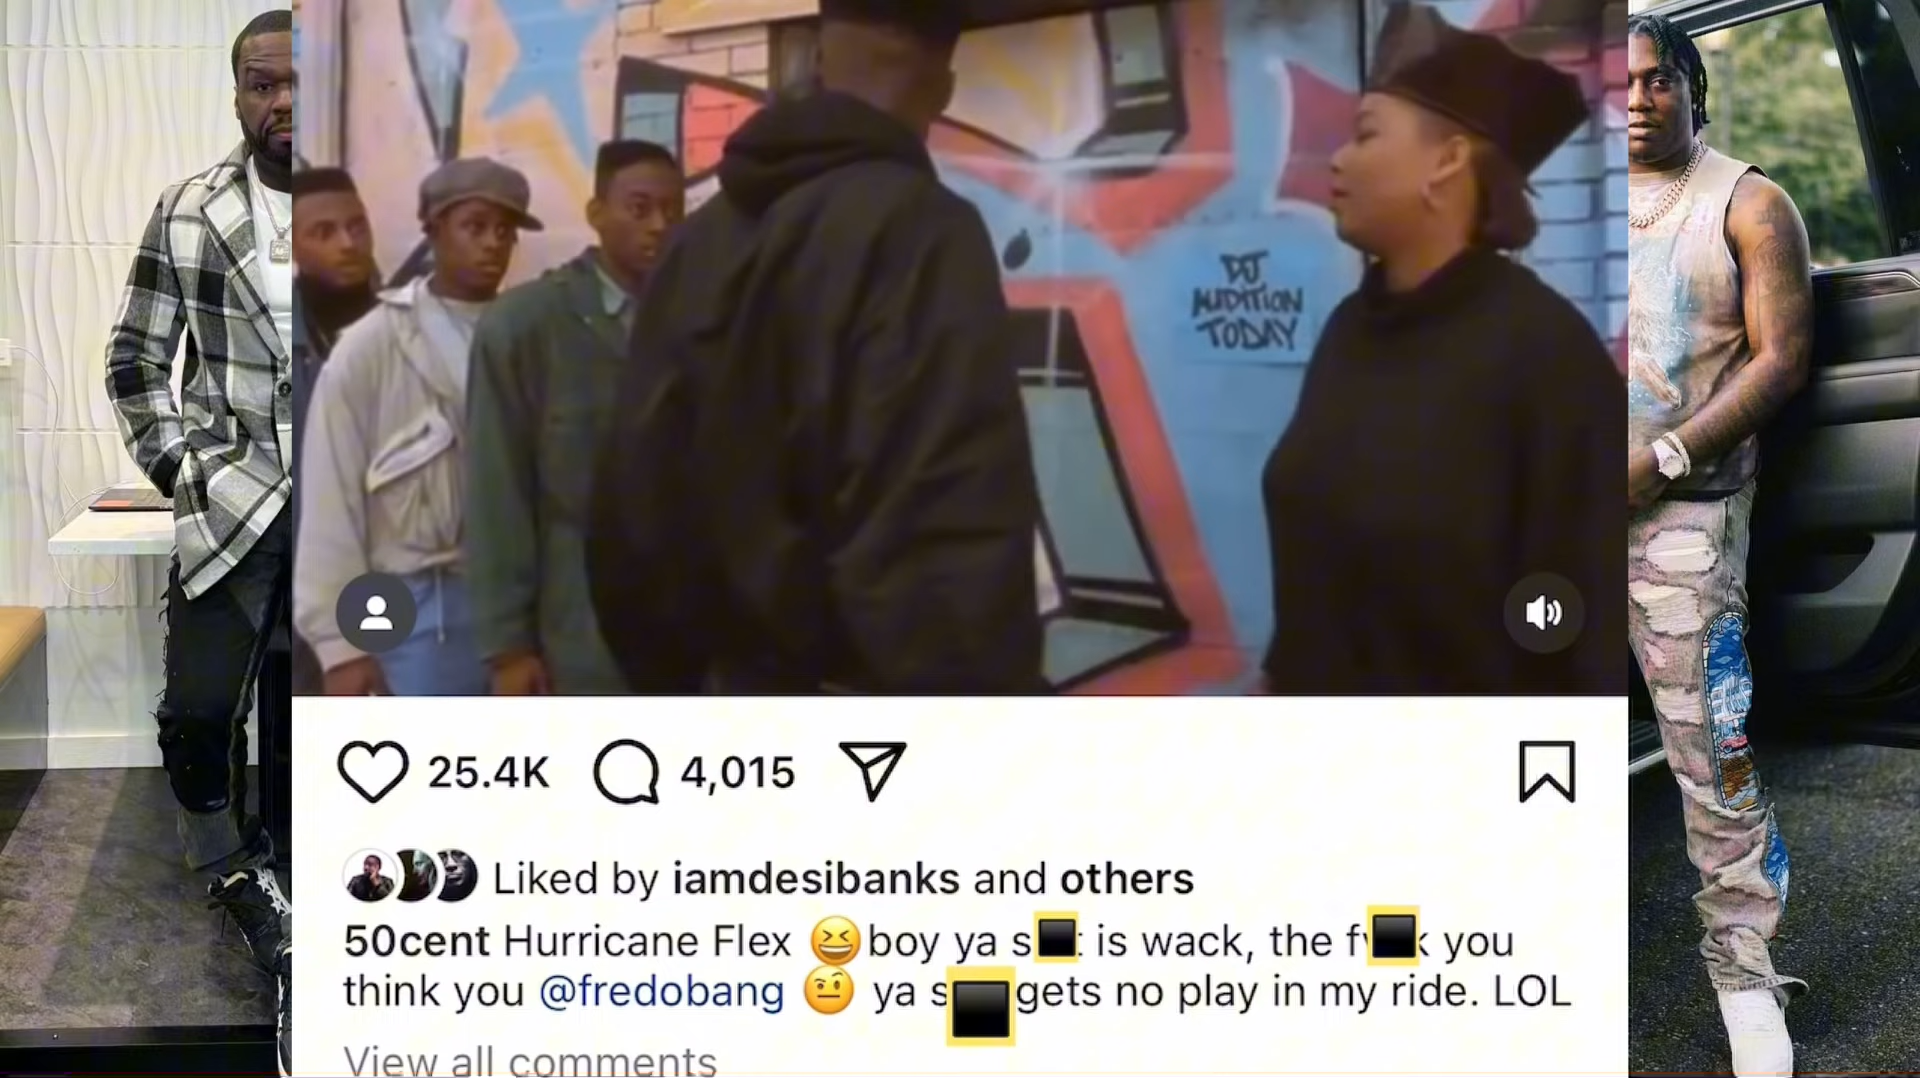 DJ
AUDITION
TODAY
25.4K 4,015
Liked by iamdesibanks and others
50cent Hurricane Flex 😆 boy ya s⬛t is wack, the f⬛k you
think you @fredobang 🤨 ya s⬛ gets no play in my ride. LOL
View all comments